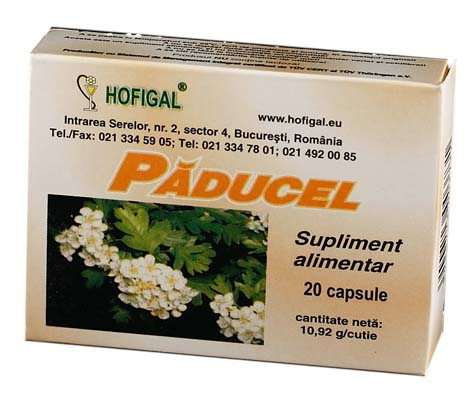 HOFIGAL®
www.hofigal.eu
Intrarea Serelor, nr. 2, sector 4, Bucureşti, România
Tel./Fax: 021 334 59 05; Tel: 021 334 78 01; 021 492 00 85
PĂDUCEL
Supliment
alimentar
20 capsule
cantitate netă:
10,92 g/cutie